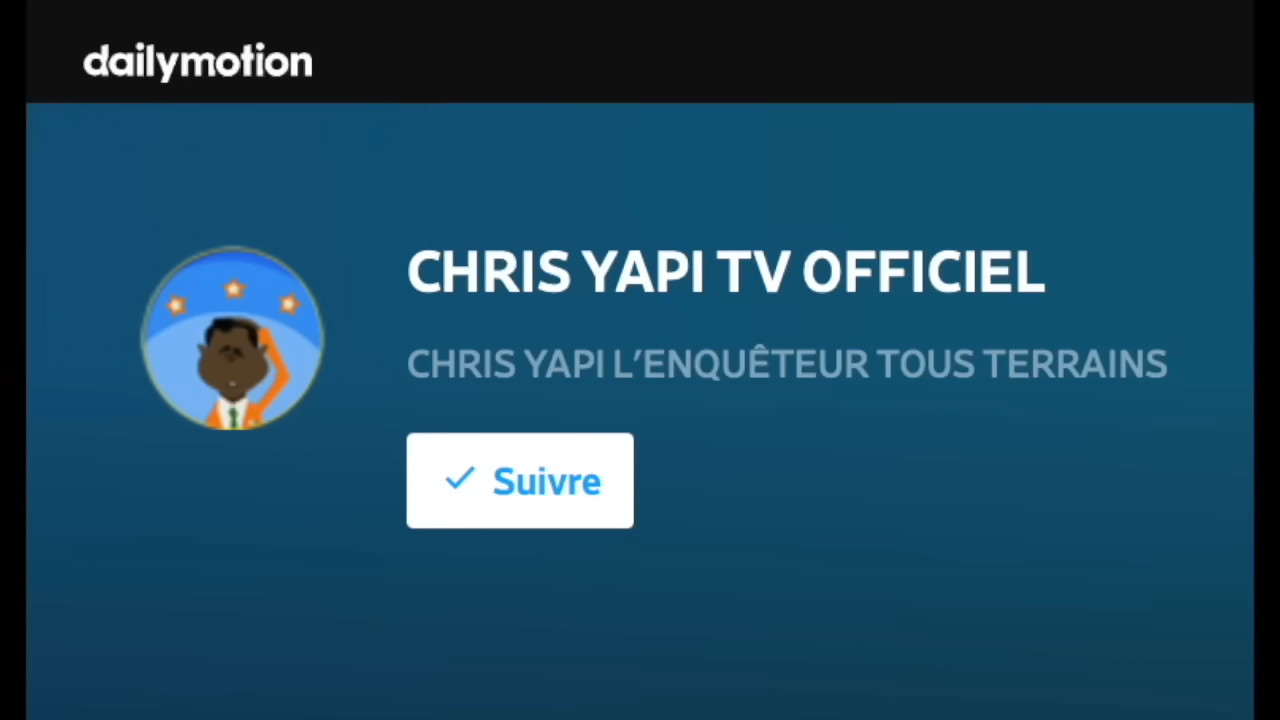 dailymotion
CHRIS YAPI TV OFFICIEL
CHRIS YAPI L’ENQUÊTEUR TOUS TERRAINS
Suivre